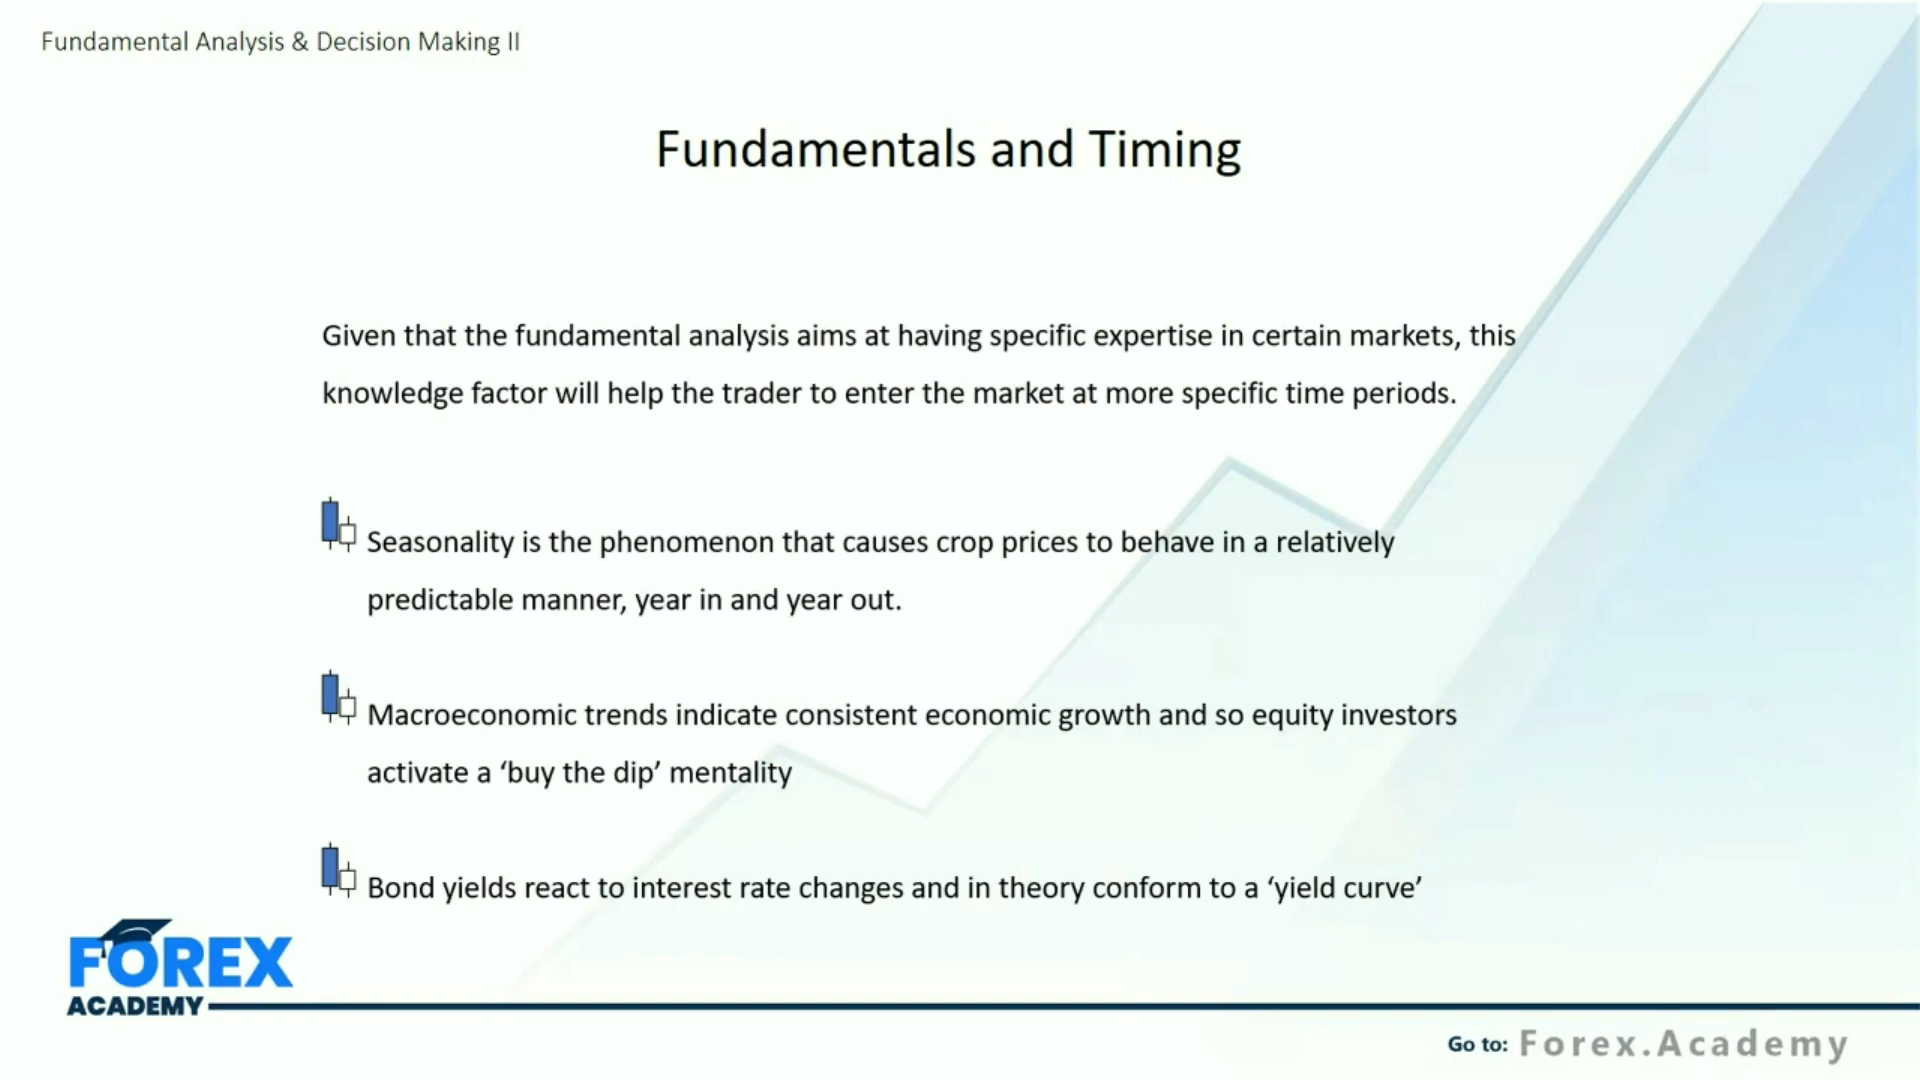 Fundamental Analysis & Decision Making II
Fundamentals and Timing
Given that the fundamental analysis aims at having specific expertise in certain markets, this
knowledge factor will help the trader to enter the market at more specific time periods.
Seasonality is the phenomenon that causes crop prices to behave in a relatively
predictable manner, year in and year out.
Macroeconomic trends indicate consistent economic growth and so equity investors
activate a ‘buy the dip’ mentality
Bond yields react to interest rate changes and in theory conform to a ‘yield curve’
FOREX
ACADEMY
Go to: Forex.Academy